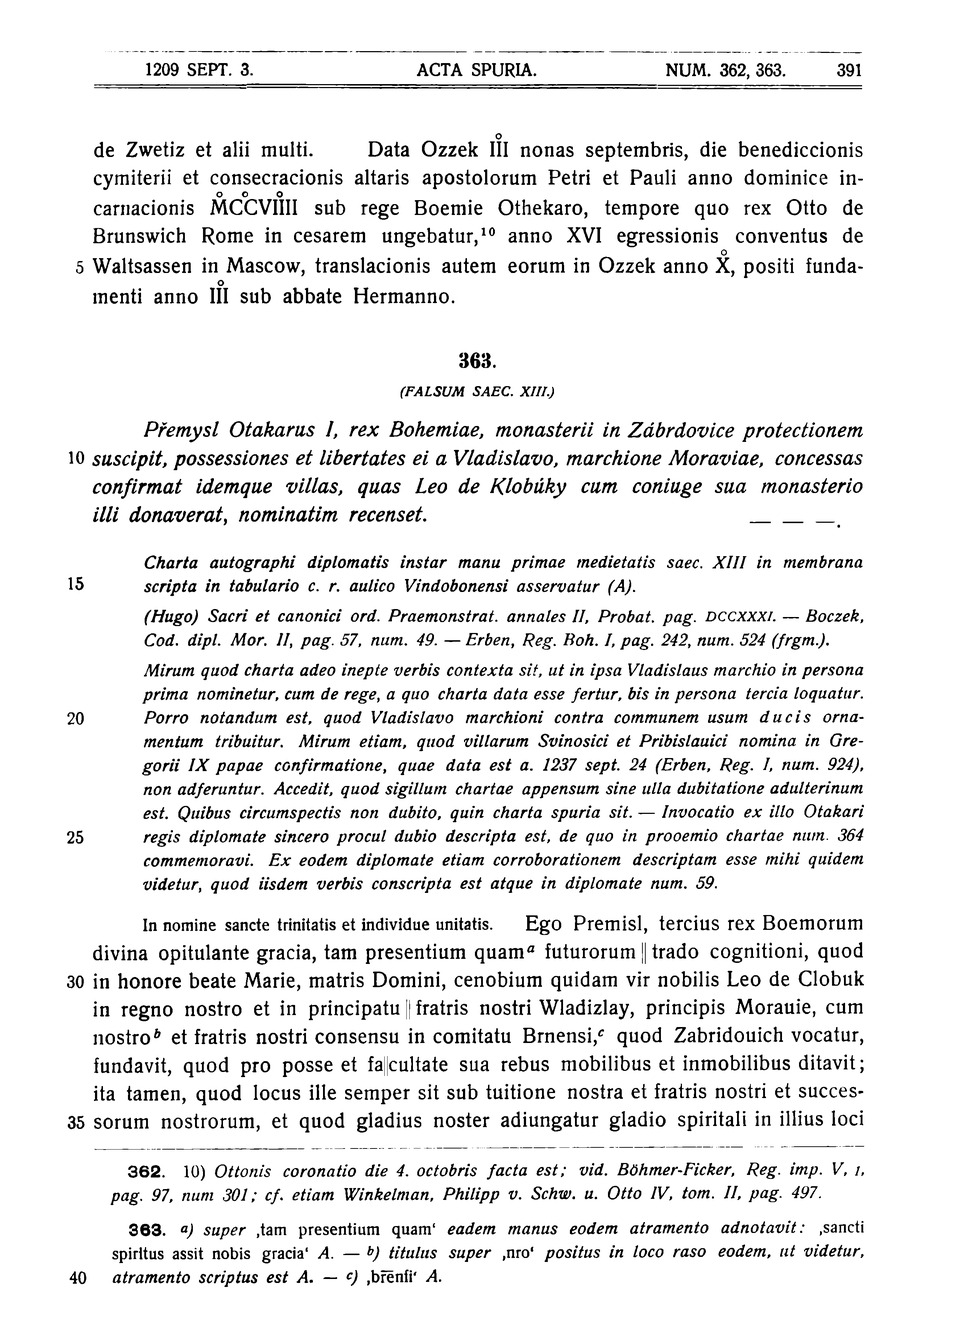 1209 SEPT. 3. ACTA SPURIA. NUM. 362, 363. 391
de Zwetiz et alii multi. Data Ozzek III̊ nonas septembris, die benediccionis
cymiterii et consecracionis altaris apostolorum Petri et Pauli anno dominice in-
carnacionis M̊C̊C̊VII̊II sub rege Boemie Othekaro, tempore quo rex Otto de
Brunswich Rome in cesarem ungebatur,¹⁰ anno XVI egressionis conventus de
5 Waltsassen in Mascow, translacionis autem eorum in Ozzek anno X̊, positi funda-
menti anno III̊ sub abbate Hermanno.
363.
(FALSUM SAEC. XIII.)
Přemysl Otakarus I, rex Bohemiae, monasterii in Zábrdovice protectionem
10 suscipit, possessiones et libertates ei a Vladislavo, marchione Moraviae, concessas
confirmat idemque villas, quas Leo de Klobúky cum coniuge sua monasterio
illi donaverat, nominatim recenset. — — —.
Charta autographi diplomatis instar manu primae medietatis saec. XIII in membrana
15 scripta in tabulario c. r. aulico Vindobonensi asservatur (A).
(Hugo) Sacri et canonici ord. Praemonstrat. annales II, Probat. pag. DCCXXXI. — Boczek,
Cod. dipl. Mor. II, pag. 57, num. 49. — Erben, Reg. Boh. I, pag. 242, num. 524 (frgm.).
Mirum quod charta adeo inepte verbis contexta sit, ut in ipsa Vladislaus marchio in persona
prima nominetur, cum de rege, a quo charta data esse fertur, bis in persona tercia loquatur.
20 Porro notandum est, quod Vladislavo marchioni contra communem usum ducis orna-
mentum tribuitur. Mirum etiam, quod villarum Svinosici et Pribislauici nomina in Gre-
gorii IX papae confirmatione, quae data est a. 1237 sept. 24 (Erben, Reg. I, num. 924),
non adferuntur. Accedit, quod sigillum chartae appensum sine ulla dubitatione adulterinum
est. Quibus circumspectis non dubito, quin charta spuria sit. — Invocatio ex illo Otakari
25 regis diplomate sincero procul dubio descripta est, de quo in prooemio chartae num. 364
commemoravi. Ex eodem diplomate etiam corroborationem descriptam esse mihi quidem
videtur, quod iisdem verbis conscripta est atque in diplomate num. 59.
In nomine sancte trinitatis et individue unitatis. Ego Premisl, tercius rex Boemorum
divina opitulante gracia, tam presentium quamᵃ futurorum || trado cognitioni, quod
30 in honore beate Marie, matris Domini, cenobium quidam vir nobilis Leo de Clobuk
in regno nostro et in principatu || fratris nostri Wladizlay, principis Morauie, cum
nostroᵇ et fratris nostri consensu in comitatu Brnensi,ᶜ quod Zabridouich vocatur,
fundavit, quod pro posse et fa||cultate sua rebus mobilibus et inmobilibus ditavit;
ita tamen, quod locus ille semper sit sub tuitione nostra et fratris nostri et succes-
35 sorum nostrorum, et quod gladius noster adiungatur gladio spiritali in illius loci
362. 10) Ottonis coronatio die 4. octobris facta est; vid. Böhmer-Ficker, Reg. imp. V, 1,
pag. 97, num 301; cf. etiam Winkelman, Philipp v. Schw. u. Otto IV, tom. II, pag. 497.
363. a) super ‚tam presentium quam‘ eadem manus eodem atramento adnotavit: ‚sancti
spiritus assit nobis gracia‘ A. — b) titulus super ‚nro‘ positus in loco raso eodem, ut videtur,
40 atramento scriptus est A. — c) ‚br̅e̅nſi‘ A.